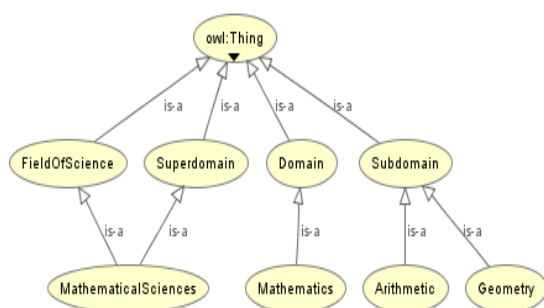 owl:Thing
is-a is-a is-a is-a
FieldOfScience Superdomain Domain Subdomain
is-a is-a is-a is-a is-a
MathematicalSciences Mathematics Arithmetic Geometry